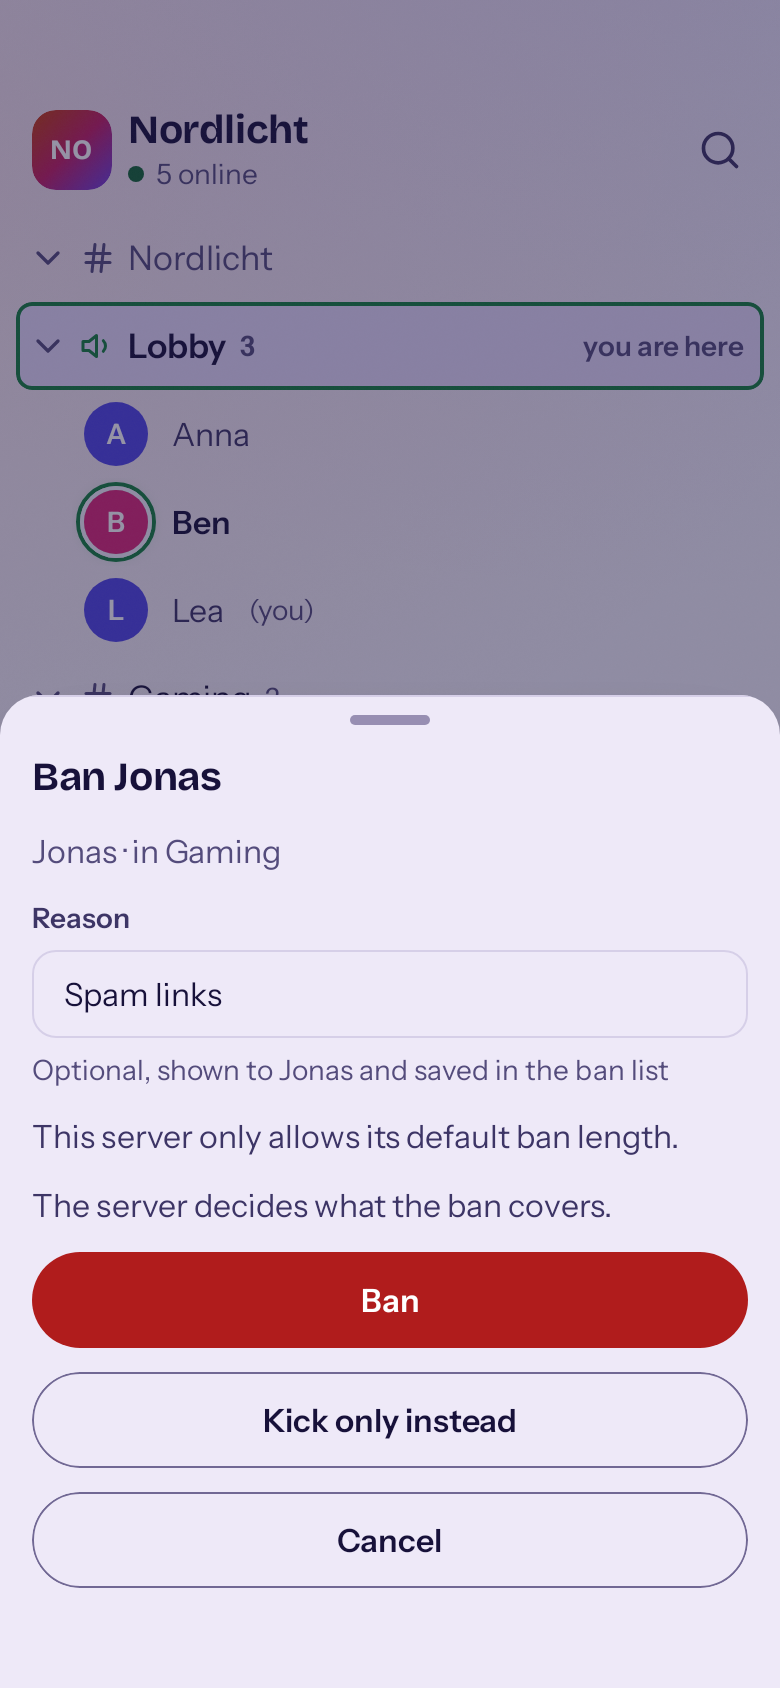 NO
Nordlicht
5 online
# Nordlicht
Lobby 3 you are here
A Anna
B Ben
L Lea (you)
# Gaming 2
Ban Jonas
Jonas · in Gaming
Reason
Spam links
Optional, shown to Jonas and saved in the ban list
This server only allows its default ban length.
The server decides what the ban covers.
Ban
Kick only instead
Cancel